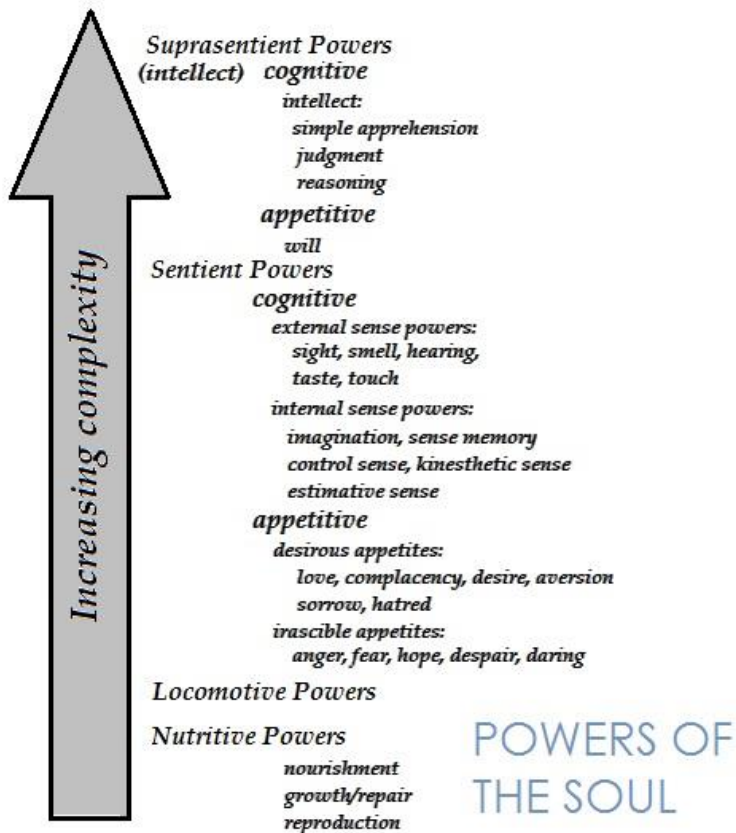 Suprasentient Powers
(intellect) cognitive
intellect:
simple apprehension
judgment
reasoning
appetitive
will
Sentient Powers
cognitive
external sense powers:
sight, smell, hearing,
taste, touch
internal sense powers:
imagination, sense memory
control sense, kinesthetic sense
estimative sense
appetitive
desirous appetites:
love, complacency, desire, aversion
sorrow, hatred
irascible appetites:
anger, fear, hope, despair, daring
Locomotive Powers
Nutritive Powers
nourishment
growth/repair
reproduction
Increasing complexity
POWERS OF
THE SOUL